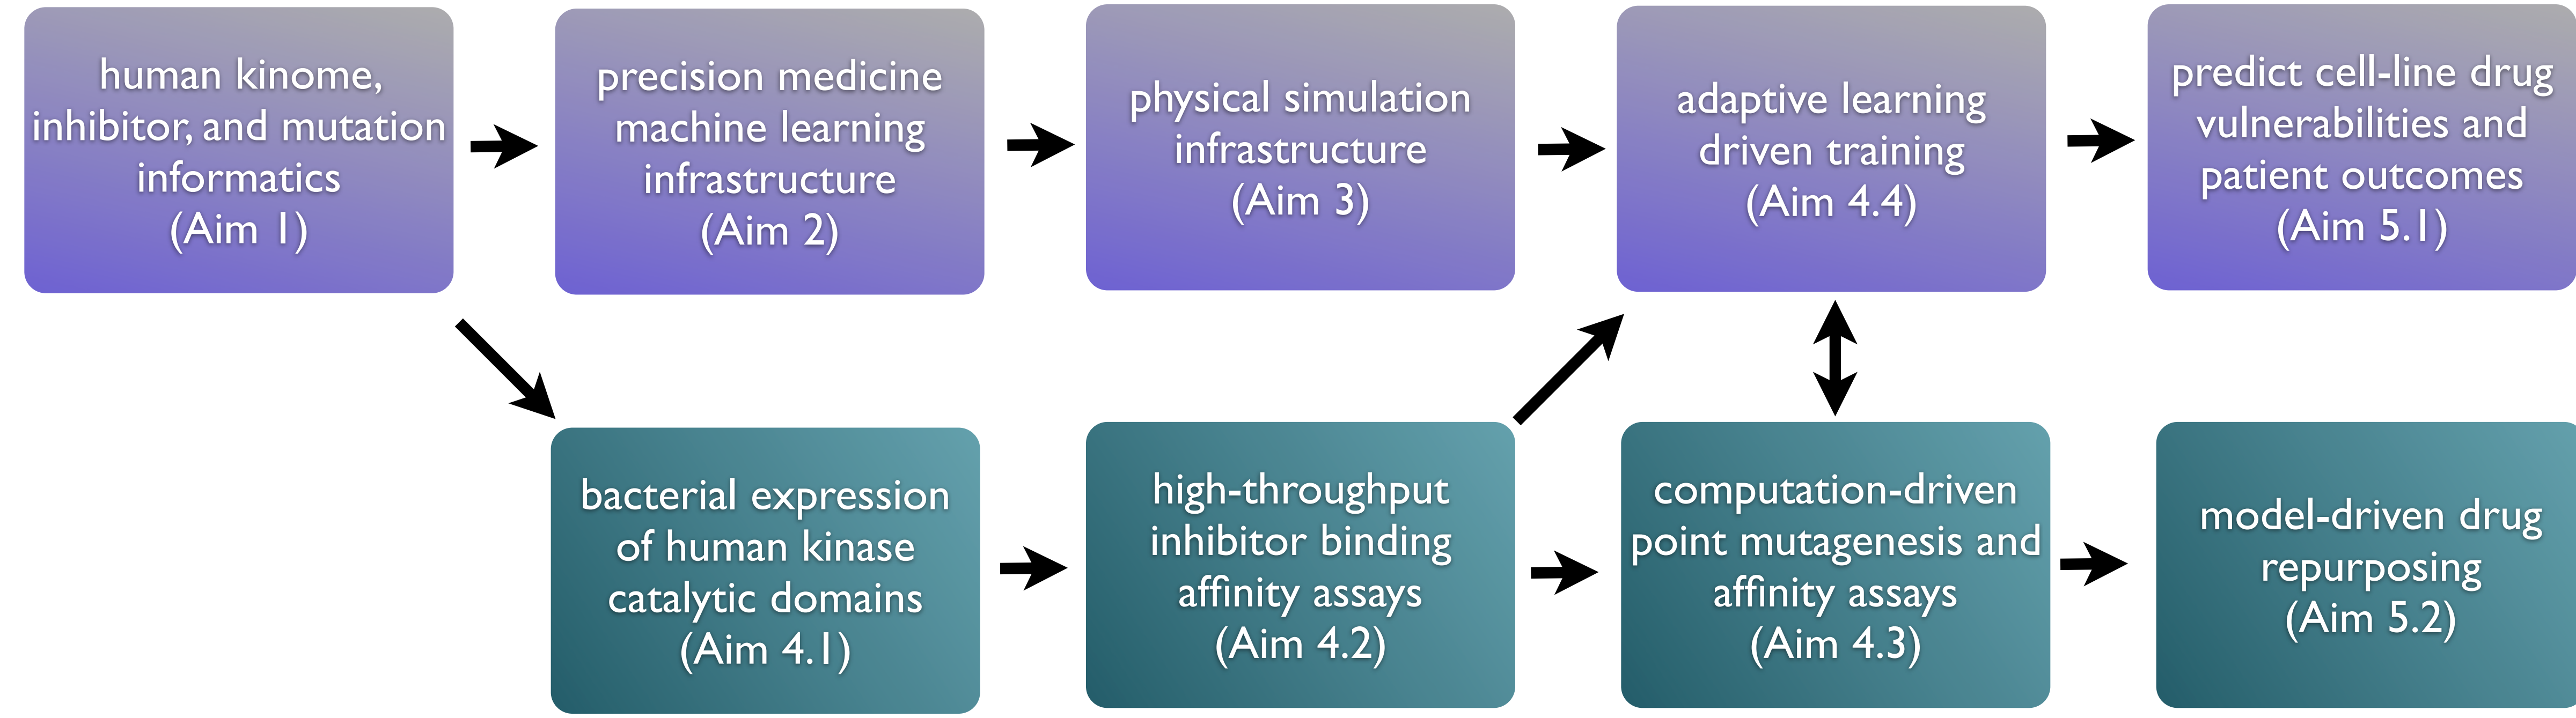 human kinome,
inhibitor, and mutation
informatics
(Aim 1)
precision medicine
machine learning
infrastructure
(Aim 2)
physical simulation
infrastructure
(Aim 3)
adaptive learning
driven training
(Aim 4.4)
predict cell-line drug
vulnerabilities and
patient outcomes
(Aim 5.1)
bacterial expression
of human kinase
catalytic domains
(Aim 4.1)
high-throughput
inhibitor binding
affinity assays
(Aim 4.2)
computation-driven
point mutagenesis and
affinity assays
(Aim 4.3)
model-driven drug
repurposing
(Aim 5.2)